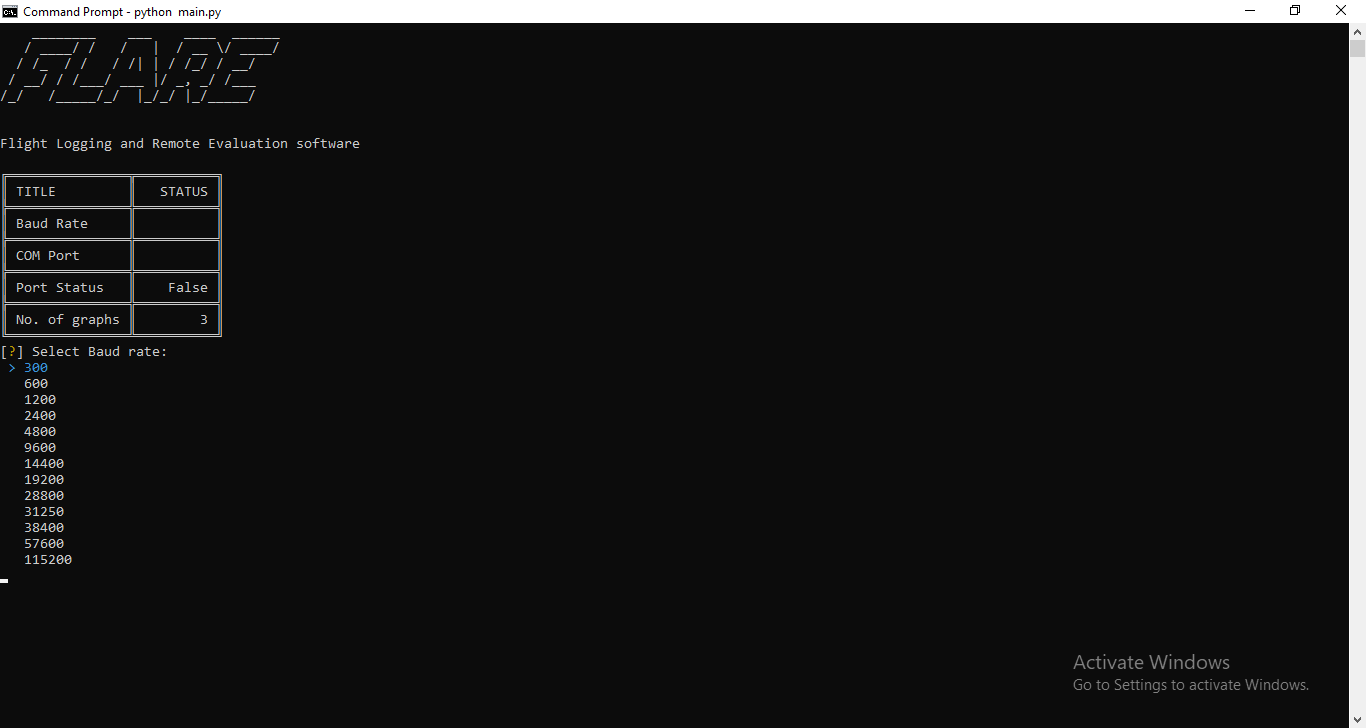 Command Prompt - python  main.py
FLARE
Flight Logging and Remote Evaluation software
TITLE STATUS
Baud Rate
COM Port
Port Status False
No. of graphs 3
[?] Select Baud rate:
> 300
600
1200
2400
4800
9600
14400
19200
28800
31250
38400
57600
115200
Activate Windows
Go to Settings to activate Windows.